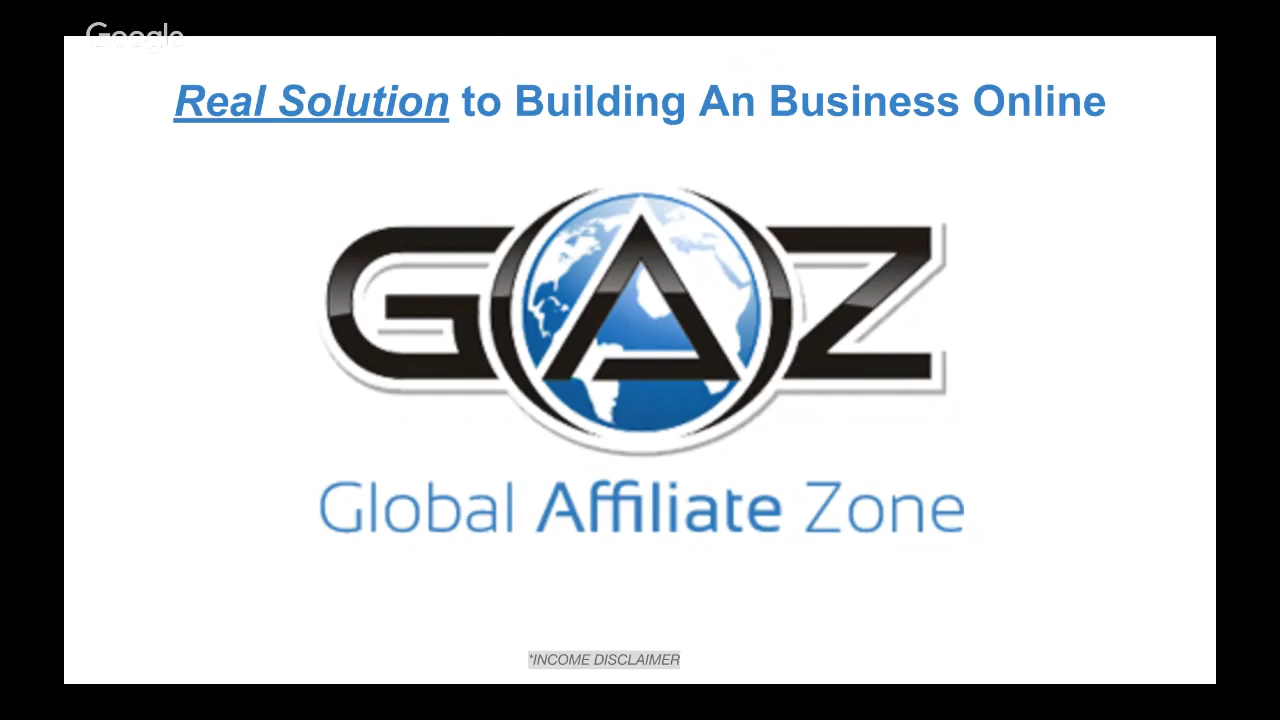 Google
Real Solution to Building An Business Online
GAZ
Global Affiliate Zone
*INCOME DISCLAIMER